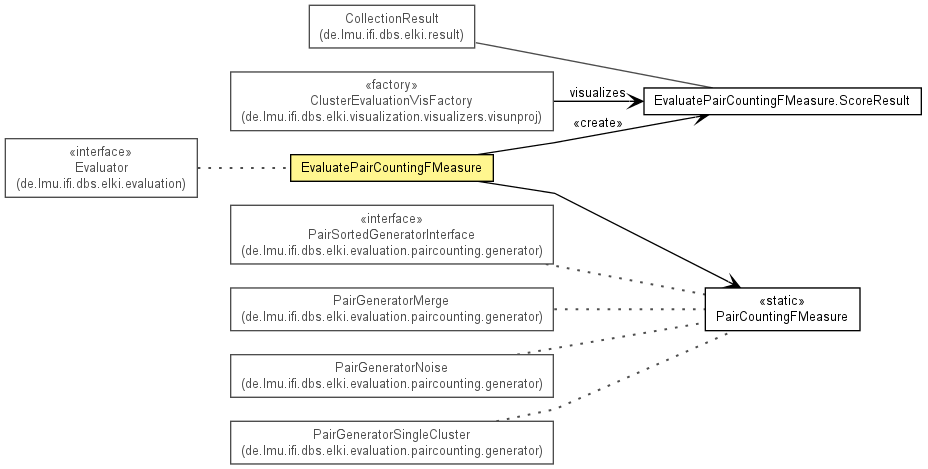 CollectionResult
(de.lmu.ifi.dbs.elki.result)
«factory»
ClusterEvaluationVisFactory
(de.lmu.ifi.dbs.elki.visualization.visualizers.visunproj)
visualizes
EvaluatePairCountingFMeasure.ScoreResult
«create»
«interface»
Evaluator
(de.lmu.ifi.dbs.elki.evaluation)
EvaluatePairCountingFMeasure
«interface»
PairSortedGeneratorInterface
(de.lmu.ifi.dbs.elki.evaluation.paircounting.generator)
PairGeneratorMerge
(de.lmu.ifi.dbs.elki.evaluation.paircounting.generator)
«static»
PairCountingFMeasure
PairGeneratorNoise
(de.lmu.ifi.dbs.elki.evaluation.paircounting.generator)
PairGeneratorSingleCluster
(de.lmu.ifi.dbs.elki.evaluation.paircounting.generator)